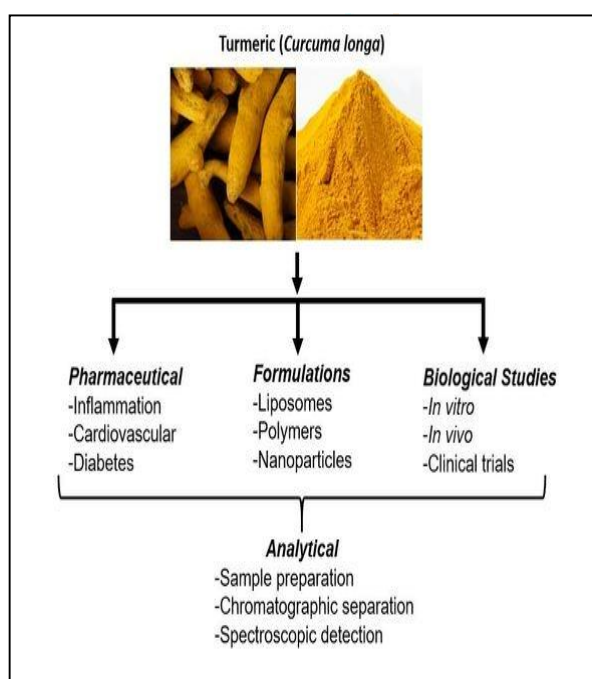 Turmeric (Curcuma longa)
Pharmaceutical
-Inflammation
-Cardiovascular
-Diabetes
Formulations
-Liposomes
-Polymers
-Nanoparticles
Biological Studies
-In vitro
-In vivo
-Clinical trials
Analytical
-Sample preparation
-Chromatographic separation
-Spectroscopic detection